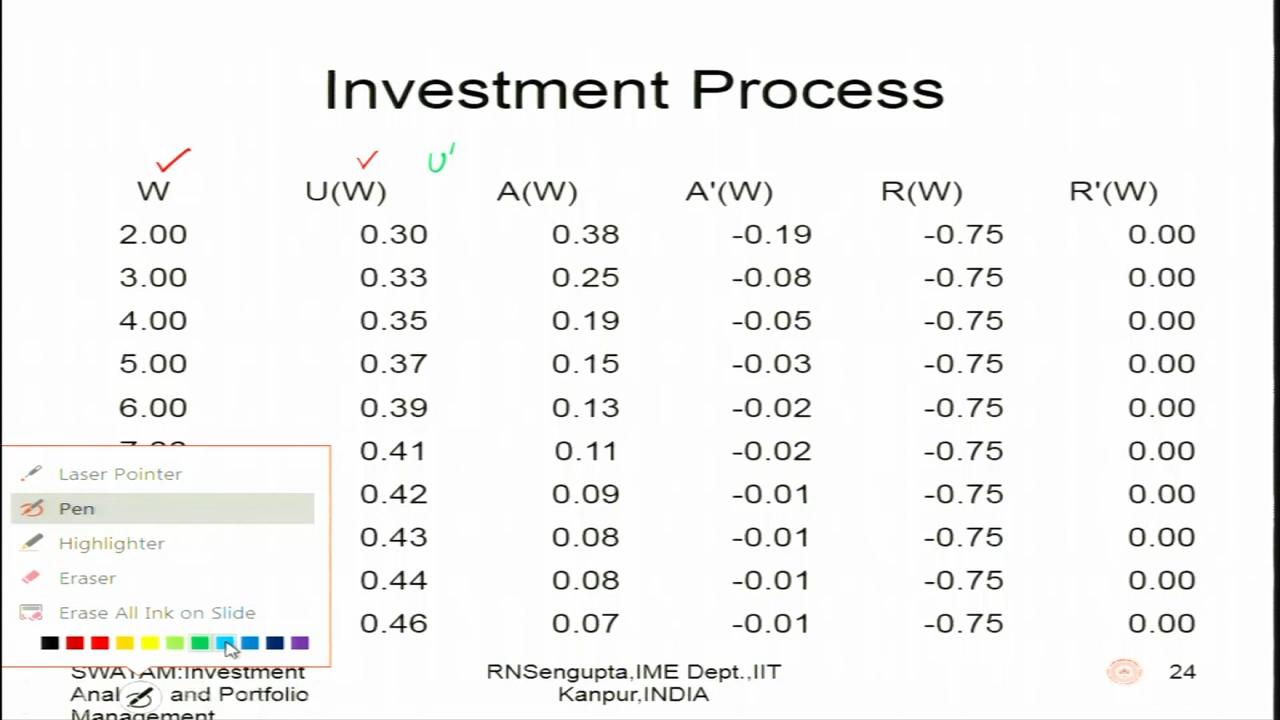 Investment Process
U'
W U(W) A(W) A'(W) R(W) R'(W)
2.00 0.30 0.38 -0.19 -0.75 0.00
3.00 0.33 0.25 -0.08 -0.75 0.00
4.00 0.35 0.19 -0.05 -0.75 0.00
5.00 0.37 0.15 -0.03 -0.75 0.00
6.00 0.39 0.13 -0.02 -0.75 0.00
0.41 0.11 -0.02 -0.75 0.00
0.42 0.09 -0.01 -0.75 0.00
0.43 0.08 -0.01 -0.75 0.00
0.44 0.08 -0.01 -0.75 0.00
0.46 0.07 -0.01 -0.75 0.00
Laser Pointer
Pen
Highlighter
Eraser
Erase All Ink on Slide
SWAYAM:Investment
and Portfolio
Management
RNSengupta,IME Dept.,IIT
Kanpur,INDIA
24